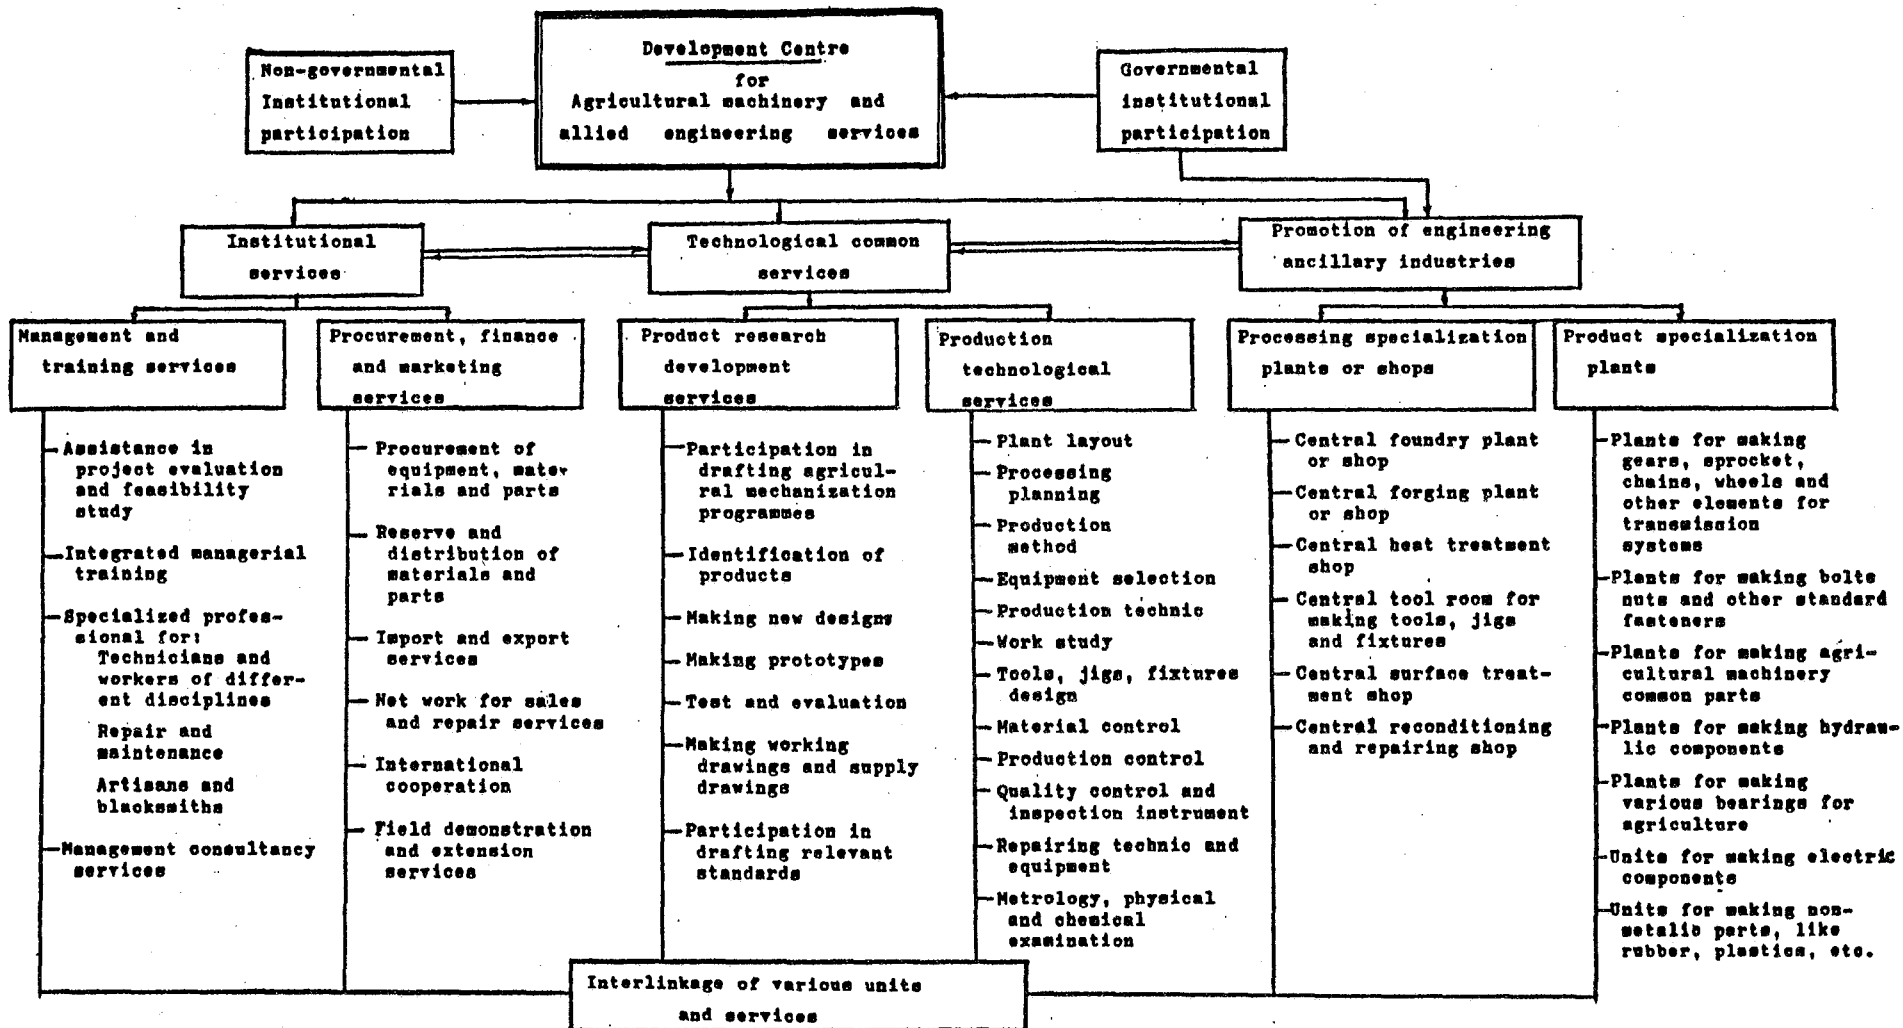 Development Centre
for
Agricultural machinery and
allied engineering services
Non-governmental
Institutional
participation
Governmental
institutional
participation
Institutional
services
Technological common
services
Promotion of engineering
ancillary industries
Management and
training services
Assistance in
project evaluation
and feasibility
study
Integrated managerial
training
Specialized profes-
sional for:
Technicians and
workers of differ-
ent disciplines
Repair and
maintenance
Artisans and
blacksmiths
Management consultancy
services
Procurement, finance
and marketing
services
Procurement of
equipment, mate-
rials and parts
Reserve and
distribution of
materials and
parts
Import and export
services
Net work for sales
and repair services
International
cooperation
Field demonstration
and extension
services
Product research
development
services
Participation in
drafting agricul-
ral mechanization
programmes
Identification of
products
Making new designs
Making prototypes
Test and evaluation
Making working
drawings and supply
drawings
Participation in
drafting relevant
standards
Production
technological
services
Plant layout
Processing
planning
Production
method
Equipment selection
Production technic
Work study
Tools, jigs, fixtures
design
Material control
Production control
Quality control and
inspection instrument
Repairing technic and
equipment
Metrology, physical
and chemical
examination
Processing specialization
plants or shops
Central foundry plant
or shop
Central forging plant
or shop
Central heat treatment
shop
Central tool room for
making tools, jigs
and fixtures
Central surface treat-
ment shop
Central reconditioning
and repairing shop
Product specialization
plants
Plants for making
gears, sprocket,
chains, wheels and
other elements for
transmission
systems
Plants for making bolts
nuts and other standard
fasteners
Plants for making agri-
cultural machinery
common parts
Plants for making hydrau-
lic components
Plants for making
various bearings for
agriculture
Units for making electric
components
Units for making non-
metalic parts, like
rubber, plastics, etc.
Interlinkage of various units
and services